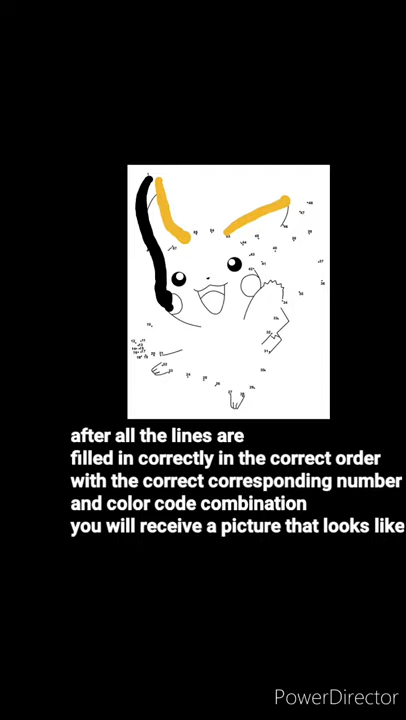 after all the lines are
filled in correctly in the correct order
with the correct corresponding number
and color code combination
you will receive a picture that looks like
PowerDirector